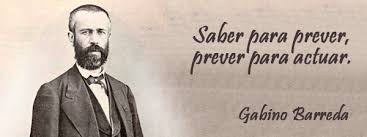 Saber para prever,
prever para actuar.
Gabino Barreda